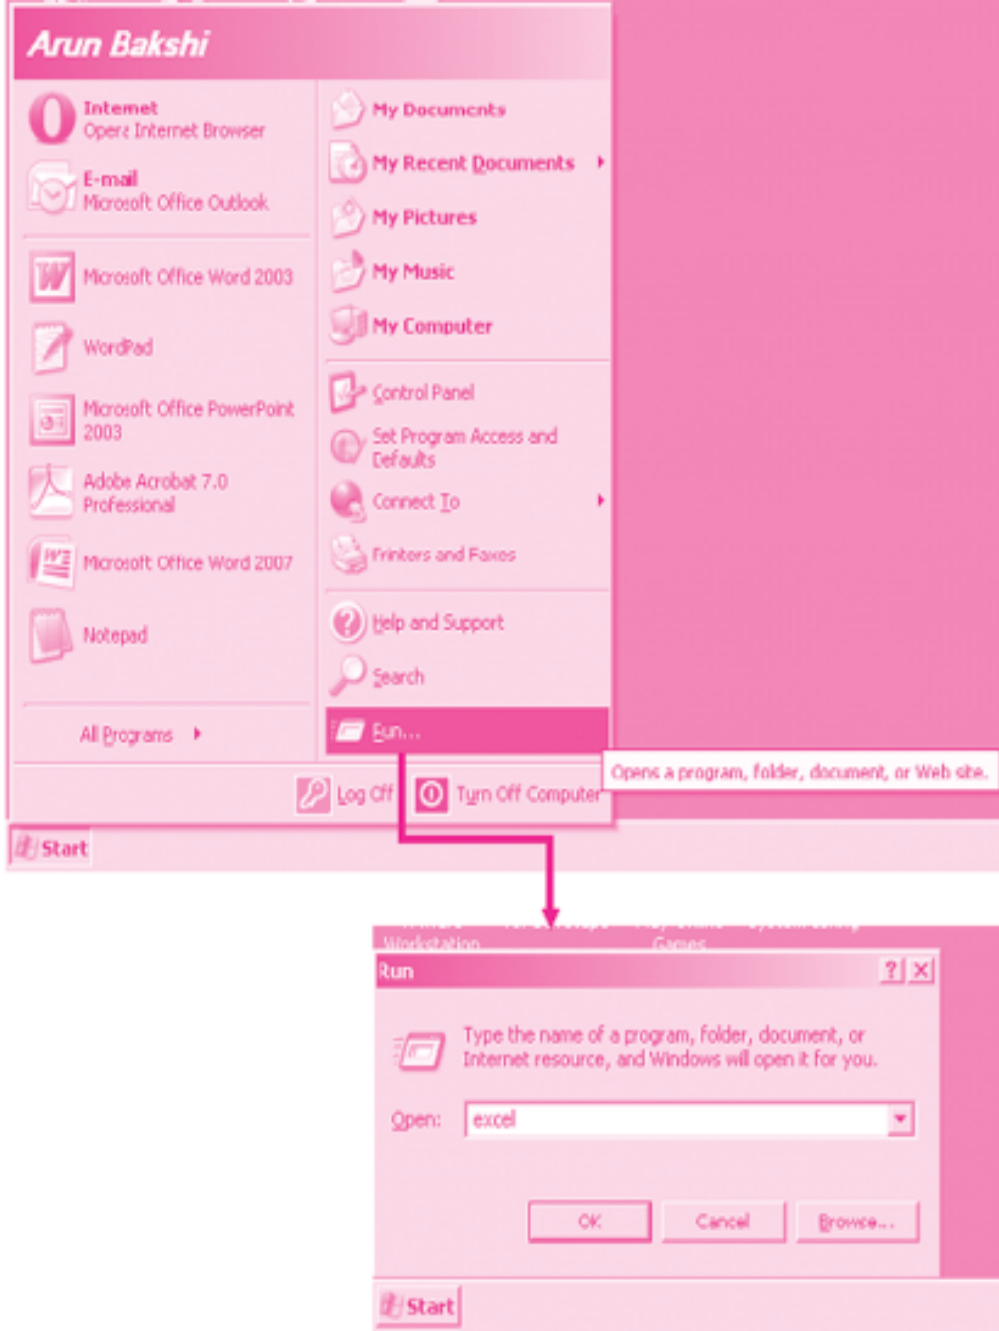 Arun Bakshi
Internet
Opera Internet Browser
E-mail
Microsoft Office Outlook
Microsoft Office Word 2003
WordPad
Microsoft Office PowerPoint
2003
Adobe Acrobat 7.0
Professional
Microsoft Office Word 2007
Notepad
All Programs
My Documents
My Recent Documents
My Pictures
My Music
My Computer
Control Panel
Set Program Access and
Defaults
Connect To
Printers and Faxes
Help and Support
Search
Run...
Opens a program, folder, document, or Web site.
Log Off
Turn Off Computer
Start
Workstation
Games
Run
Type the name of a program, folder, document, or
Internet resource, and Windows will open it for you.
Open:
excel
OK
Cancel
Browse...
Start